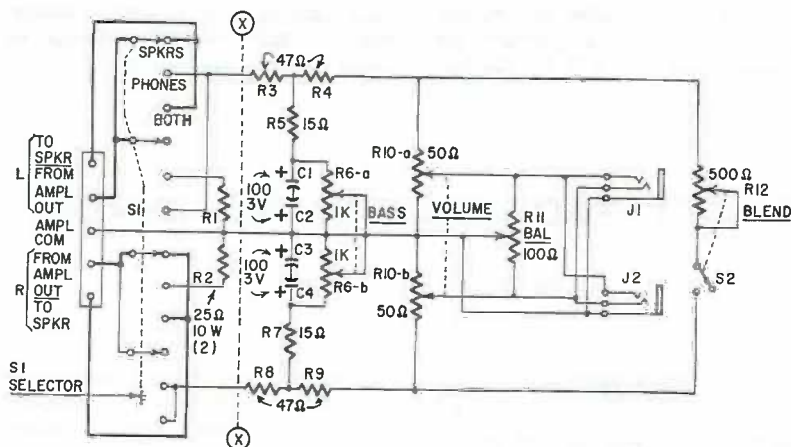 X
SPKRS
PHONES
BOTH
L
TO
SPKR
FROM
AMPL
OUT
AMPL
COM
R
FROM
AMPL
OUT
TO
SPKR
S1
S1
SELECTOR
R1
R2
25Ω
10W
(2)
47Ω
R3
R4
R5
15Ω
+
C1
100
3V
C2
+
R6-a
1K
BASS
+
C3
100
3V
C4
+
1K
R6-b
R7
15Ω
R8
R9
47Ω
X
R10-a
50Ω
VOLUME
R10-b
50Ω
R11
BAL
100Ω
J1
J2
500Ω
R12
BLEND
S2